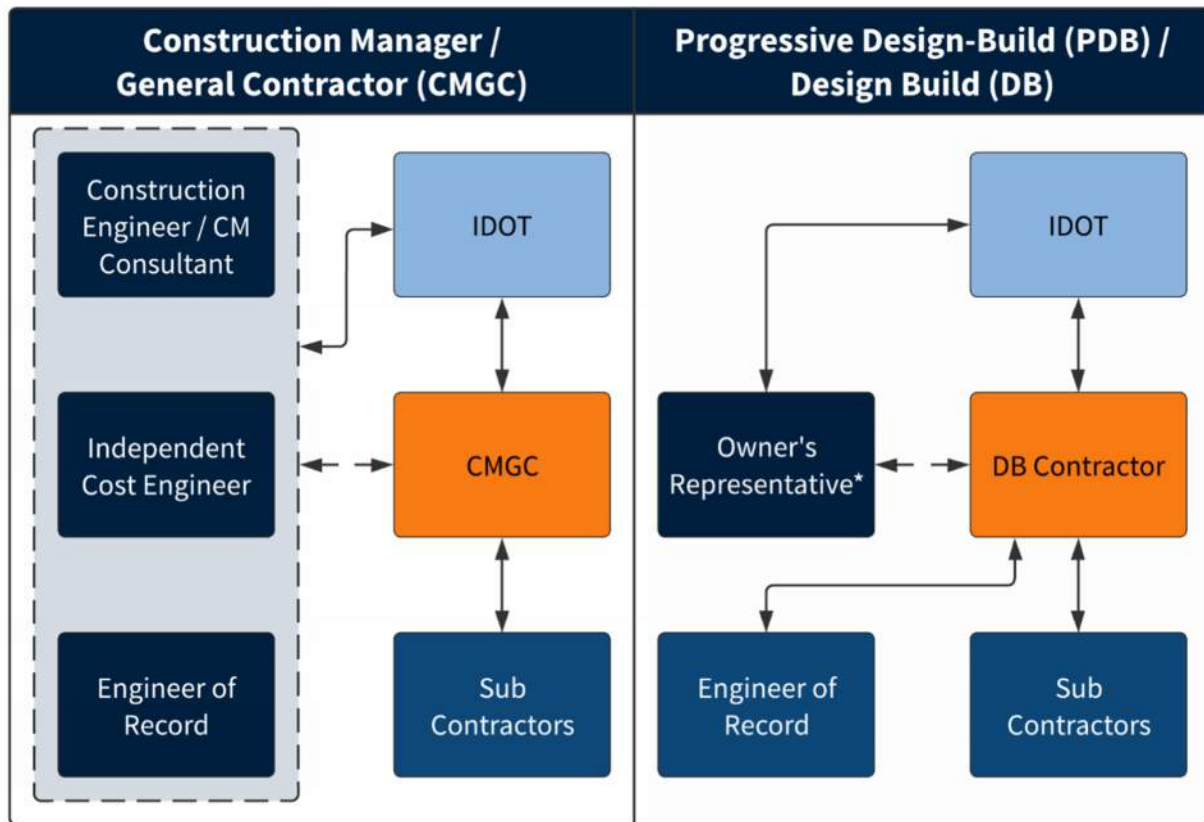 Construction Manager /
General Contractor (CMGC)
Progressive Design-Build (PDB) /
Design Build (DB)
Construction
Engineer / CM
Consultant
IDOT
Independent
Cost Engineer
CMGC
Engineer of
Record
Sub
Contractors
IDOT
Owner's
Representative*
DB Contractor
Engineer of
Record
Sub
Contractors